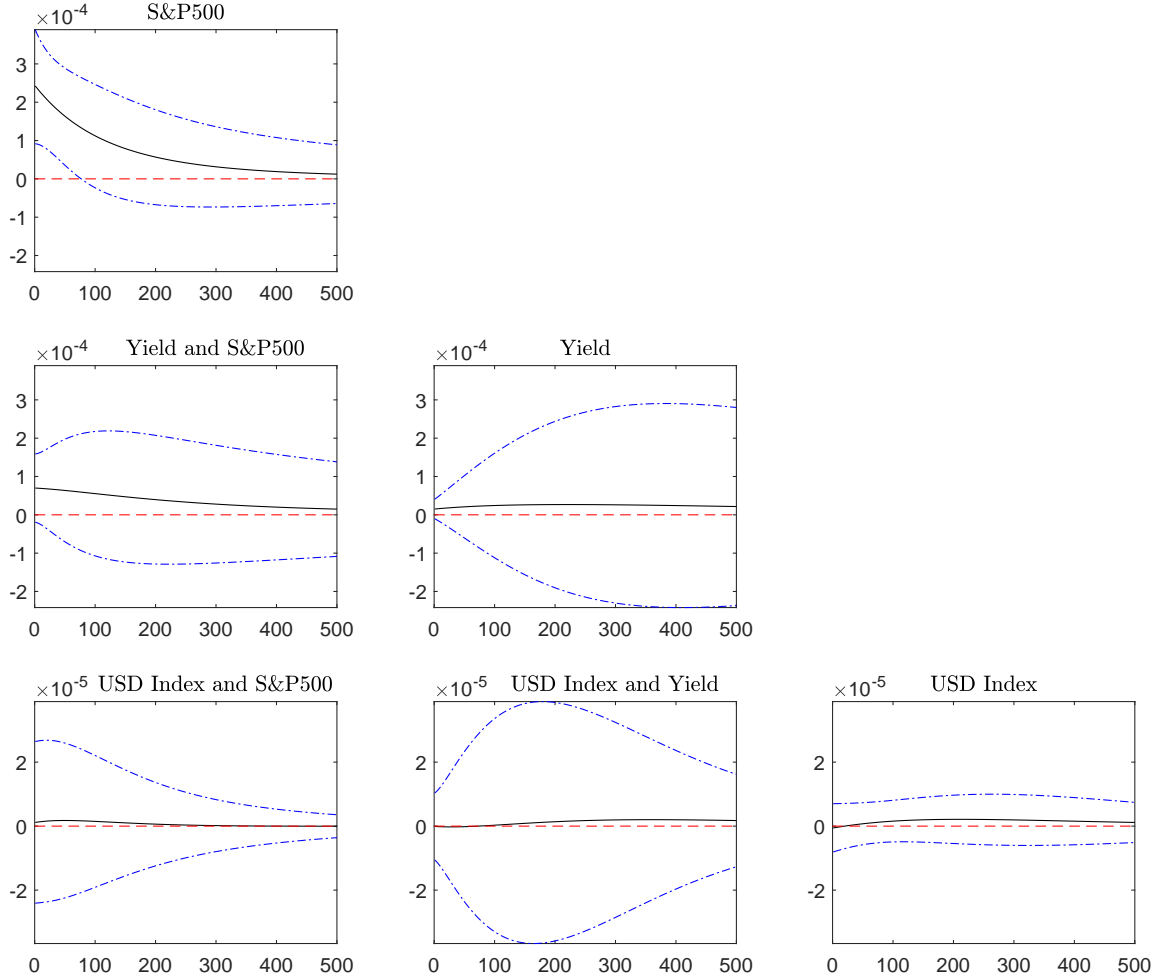 ×10-4 S&P500
3
2
1
0
-1
-2
0 100 200 300 400 500
×10-4 Yield and S&P500
3
2
1
0
-1
-2
0 100 200 300 400 500
×10-4 Yield
3
2
1
0
-1
-2
0 100 200 300 400 500
×10-5 USD Index and S&P500
2
0
-2
0 100 200 300 400 500
×10-5 USD Index and Yield
2
0
-2
0 100 200 300 400 500
×10-5 USD Index
2
0
-2
0 100 200 300 400 500